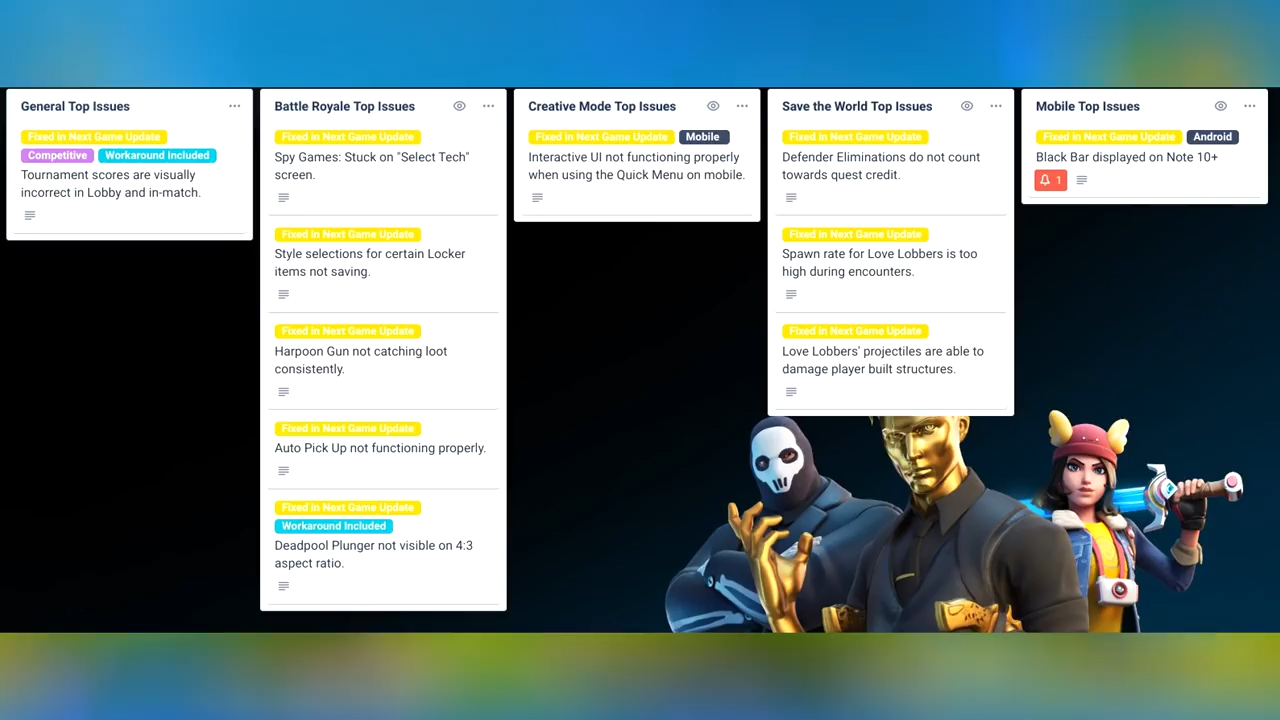 General Top Issues
Fixed in Next Game Update
Competitive
Workaround Included
Tournament scores are visually
incorrect in Lobby and in-match.
Battle Royale Top Issues
Fixed in Next Game Update
Spy Games: Stuck on "Select Tech"
screen.
Fixed in Next Game Update
Style selections for certain Locker
items not saving.
Fixed in Next Game Update
Harpoon Gun not catching loot
consistently.
Fixed in Next Game Update
Auto Pick Up not functioning properly.
Fixed in Next Game Update
Workaround Included
Deadpool Plunger not visible on 4:3
aspect ratio.
Creative Mode Top Issues
Fixed in Next Game Update
Mobile
Interactive UI not functioning properly
when using the Quick Menu on mobile.
Save the World Top Issues
Fixed in Next Game Update
Defender Eliminations do not count
towards quest credit.
Fixed in Next Game Update
Spawn rate for Love Lobbers is too
high during encounters.
Fixed in Next Game Update
Love Lobbers' projectiles are able to
damage player built structures.
Mobile Top Issues
Fixed in Next Game Update
Android
Black Bar displayed on Note 10+
1